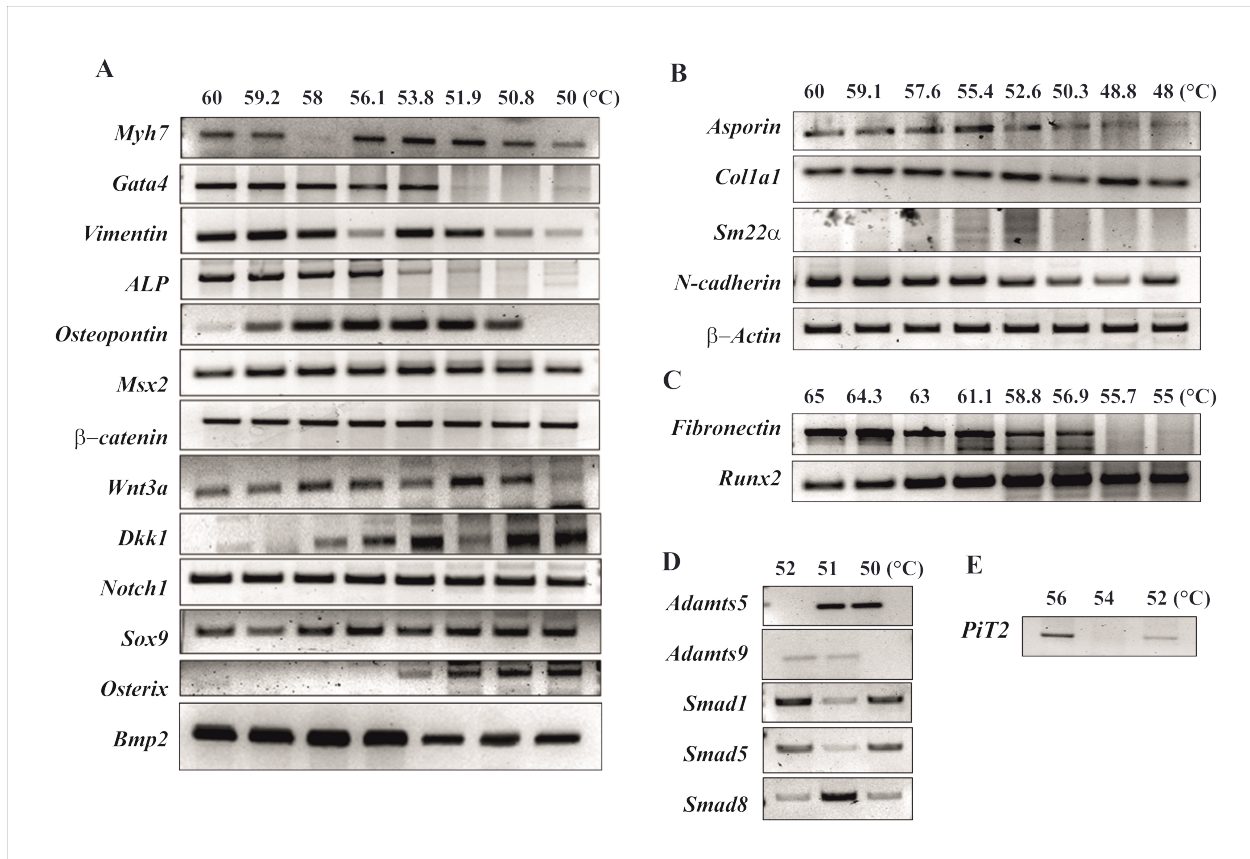 A
60 59.2 58 56.1 53.8 51.9 50.8 50 (°C)
Myh7
Gata4
Vimentin
ALP
Osteopontin
Msx2
β–catenin
Wnt3a
Dkk1
Notch1
Sox9
Osterix
Bmp2
B
60 59.1 57.6 55.4 52.6 50.3 48.8 48 (°C)
Asporin
Col1a1
Sm22α
N-cadherin
β–Actin
C
65 64.3 63 61.1 58.8 56.9 55.7 55 (°C)
Fibronectin
Runx2
D
52 51 50 (°C)
Adamts5
Adamts9
Smad1
Smad5
Smad8
E
56 54 52 (°C)
PiT2